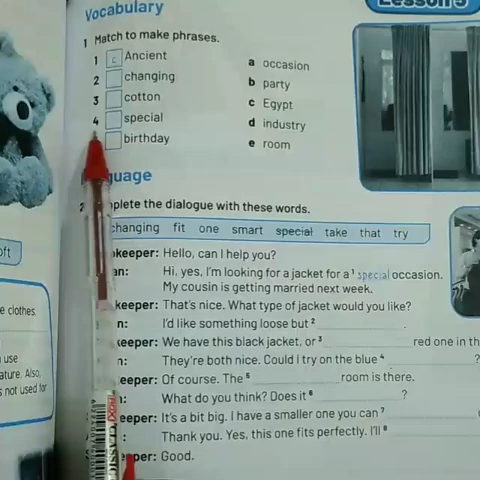 Vocabulary
Lesson 5
1 Match to make phrases.
1 c Ancient
2 changing
3 cotton
4 special
birthday
a occasion
b party
c Egypt
d industry
e room
guage
plete the dialogue with these words.
changing fit one smart special take that try
keeper: Hello, can I help you?
an: Hi, yes, I'm looking for a jacket for a ¹ special occasion.
My cousin is getting married next week.
keeper: That's nice. What type of jacket would you like?
n: I'd like something loose but ² .
keeper: We have this black jacket, or ³ red one in th
n: They're both nice. Could I try on the blue ⁴ ?
eeper: Of course. The ⁵ room is there.
: What do you think? Does it ⁶ ?
eeper: It's a bit big. I have a smaller one you can ⁷
: Thank you. Yes, this one fits perfectly. I'll ⁸
per: Good.
oft
e clothes.
n use
ature. Also,
s not used for
CLASSIC